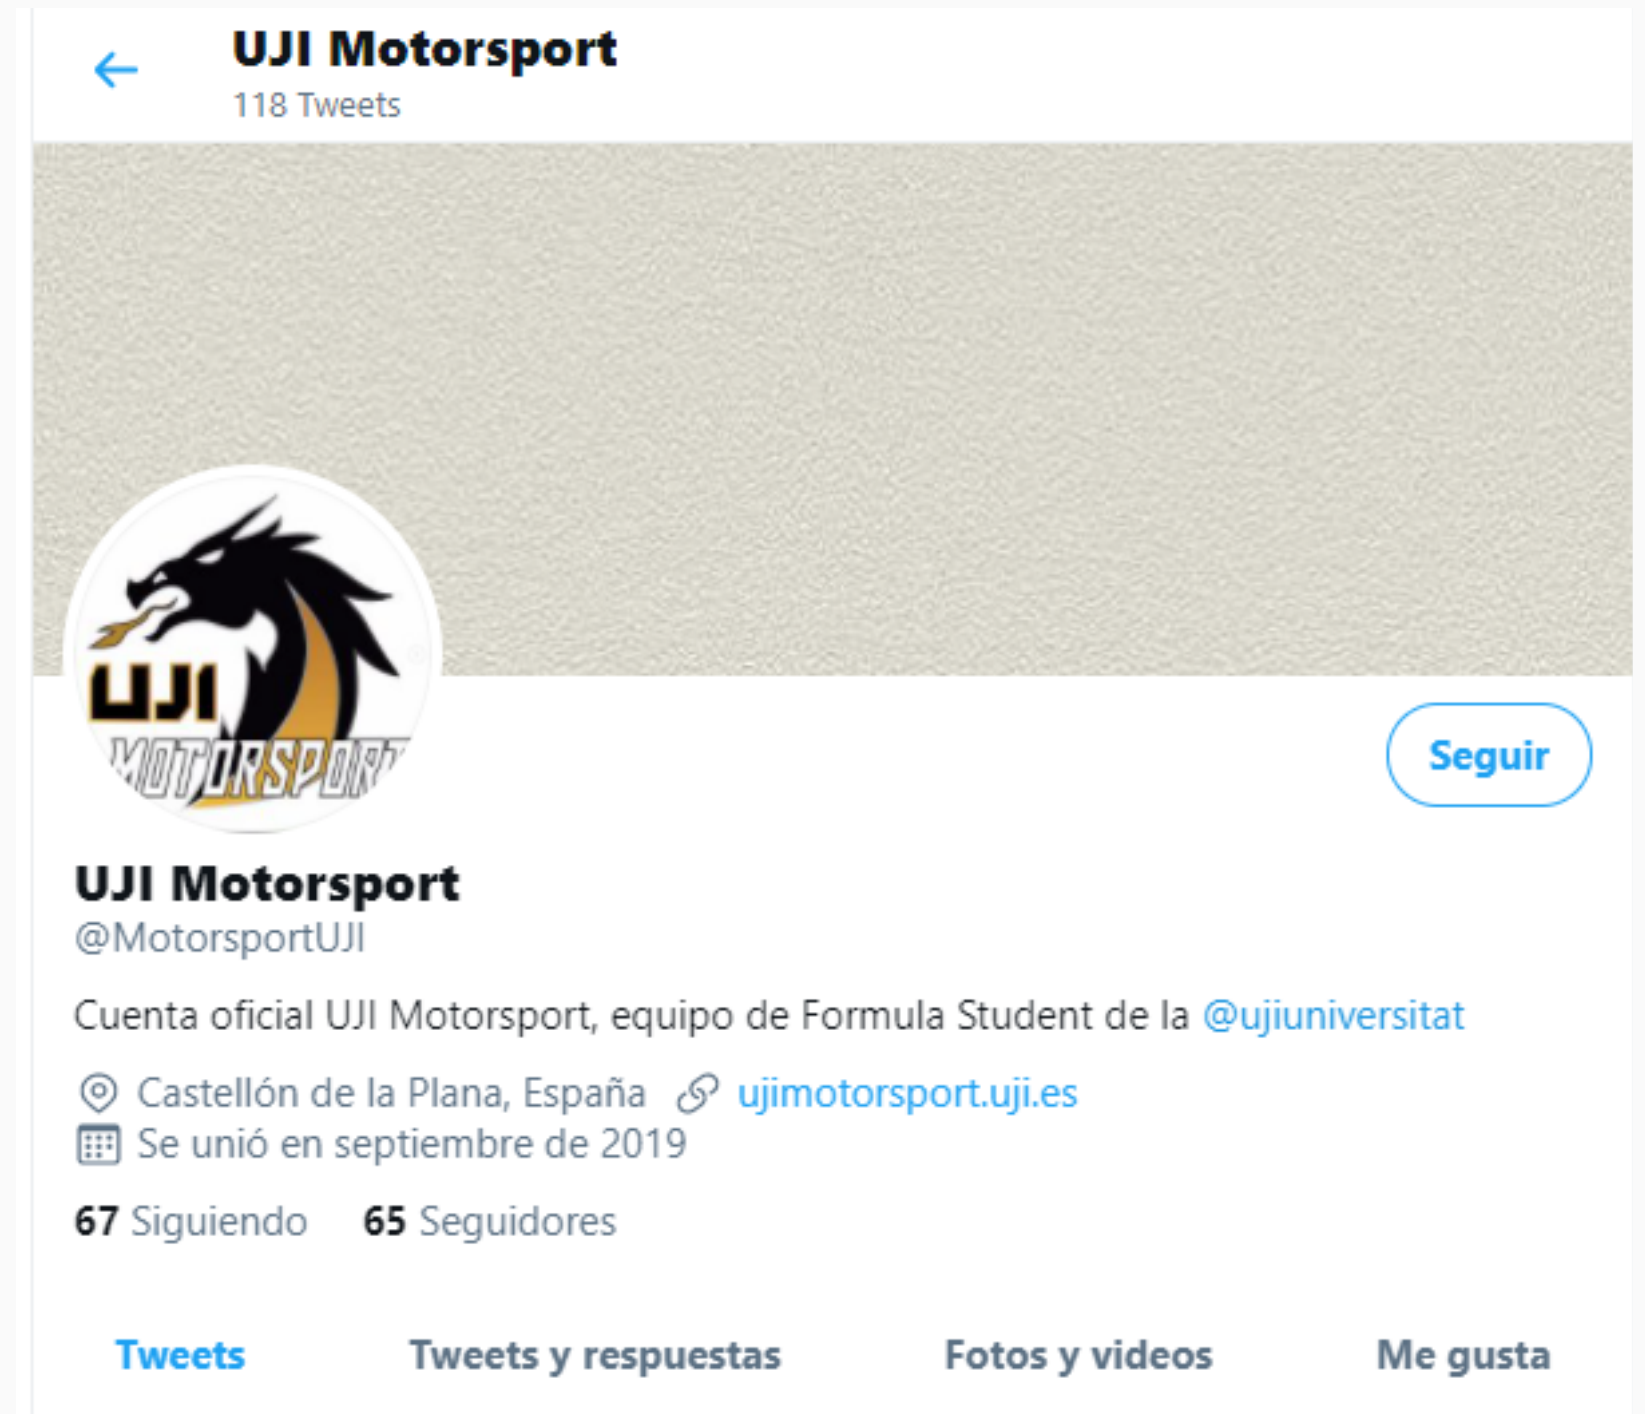 UJI Motorsport
118 Tweets
UJI
MOTORSPORT
Seguir
UJI Motorsport
@MotorsportUJI
Cuenta oficial UJI Motorsport, equipo de Formula Student de la @ujiuniversitat
Castellón de la Plana, España ujimotorsport.uji.es
Se unió en septiembre de 2019
67 Siguiendo 65 Seguidores
Tweets Tweets y respuestas Fotos y videos Me gusta